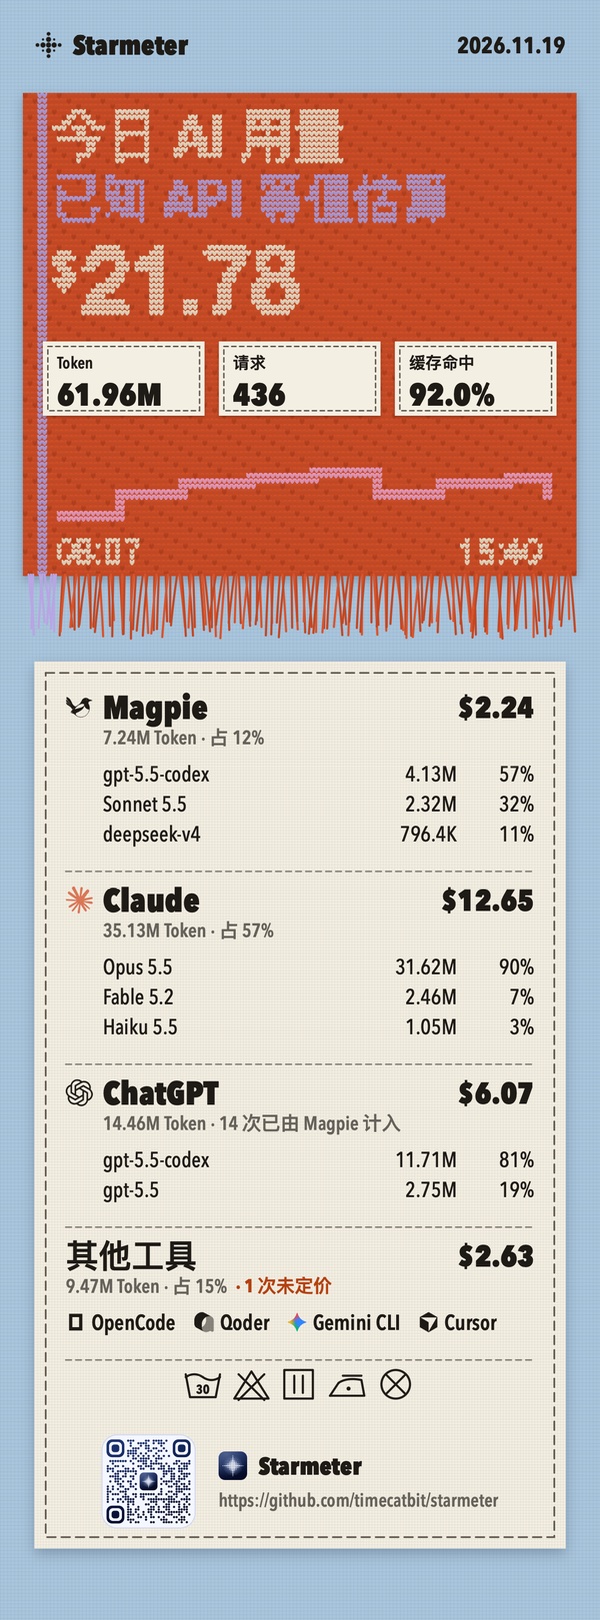 Starmeter 2026.11.19
今日 AI 用量
已知 API 等值估算
$21.78
Token 请求 缓存命中
61.96M 436 92.0%
08:07 15:40
Magpie $2.24
7.24M Token · 占 12%
gpt-5.5-codex 4.13M 57%
Sonnet 5.5 2.32M 32%
deepseek-v4 796.4K 11%
Claude $12.65
35.13M Token · 占 57%
Opus 5.5 31.62M 90%
Fable 5.2 2.46M 7%
Haiku 5.5 1.05M 3%
ChatGPT $6.07
14.46M Token · 14 次已由 Magpie 计入
gpt-5.5-codex 11.71M 81%
gpt-5.5 2.75M 19%
其他工具 $2.63
9.47M Token · 占 15% · 1 次未定价
OpenCode Qoder Gemini CLI Cursor
30
Starmeter
https://github.com/timecatbit/starmeter